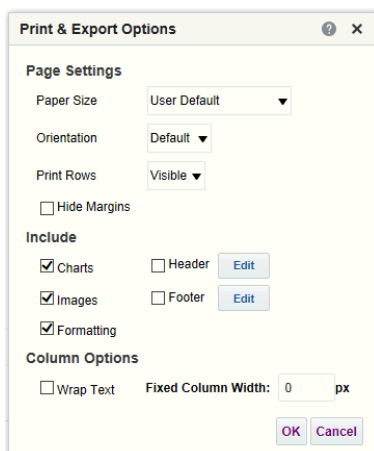 Print & Export Options
Page Settings
Paper Size User Default
Orientation Default
Print Rows Visible
Hide Margins
Include
Charts Header Edit
Images Footer Edit
Formatting
Column Options
Wrap Text Fixed Column Width: 0 px
OK Cancel